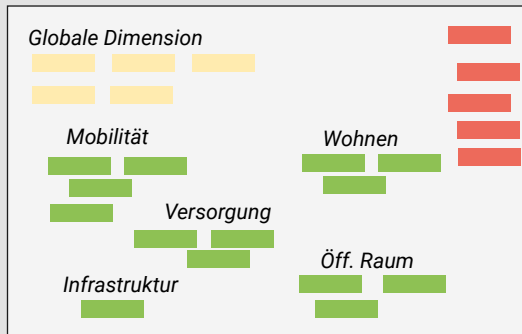 Globale Dimension
Mobilität
Wohnen
Versorgung
Öff. Raum
Infrastruktur